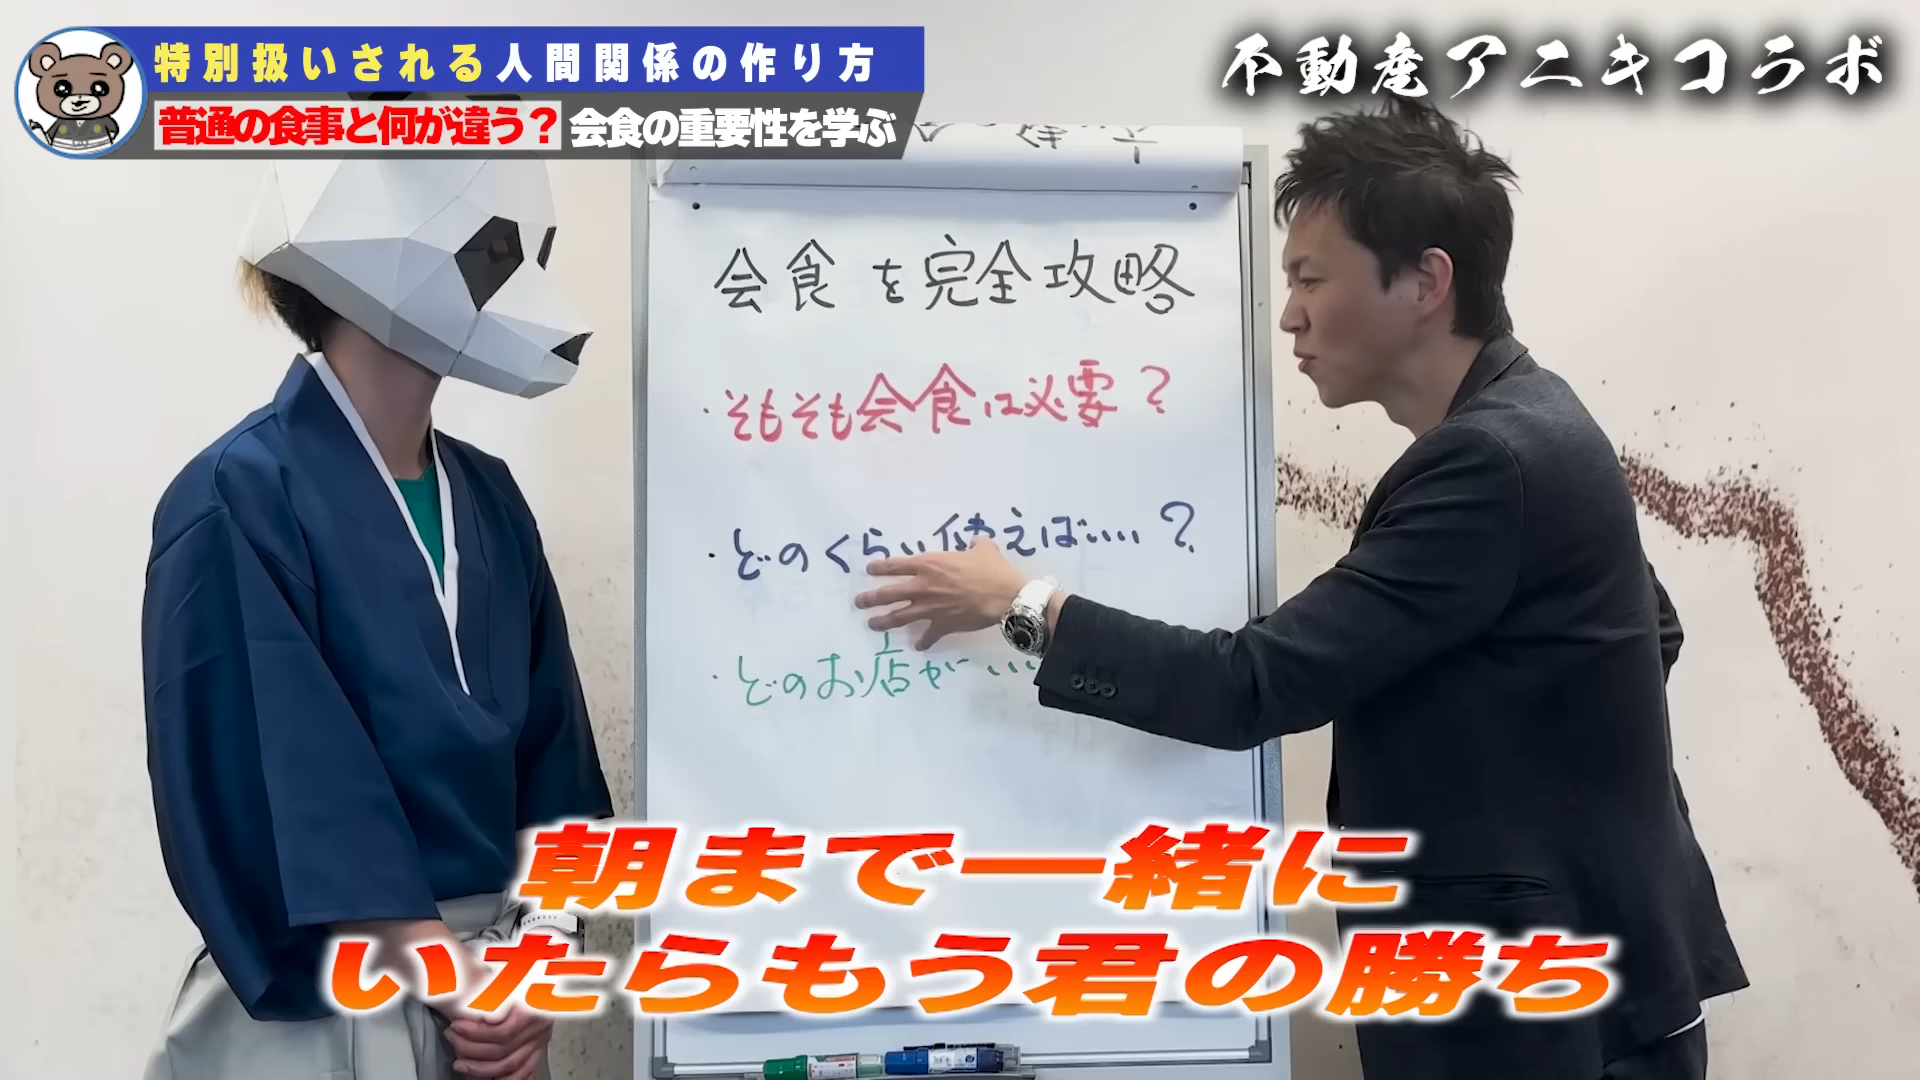 特別扱いされる人間関係の作り方
普通の食事と何が違う？ 会食の重要性を学ぶ
不動産アニキコラボ
会食を完全攻略
・そもそも会食は必要？
・どのくらい使えばいい？
・どのお店がいい
朝まで一緒に
いたらもう君の勝ち